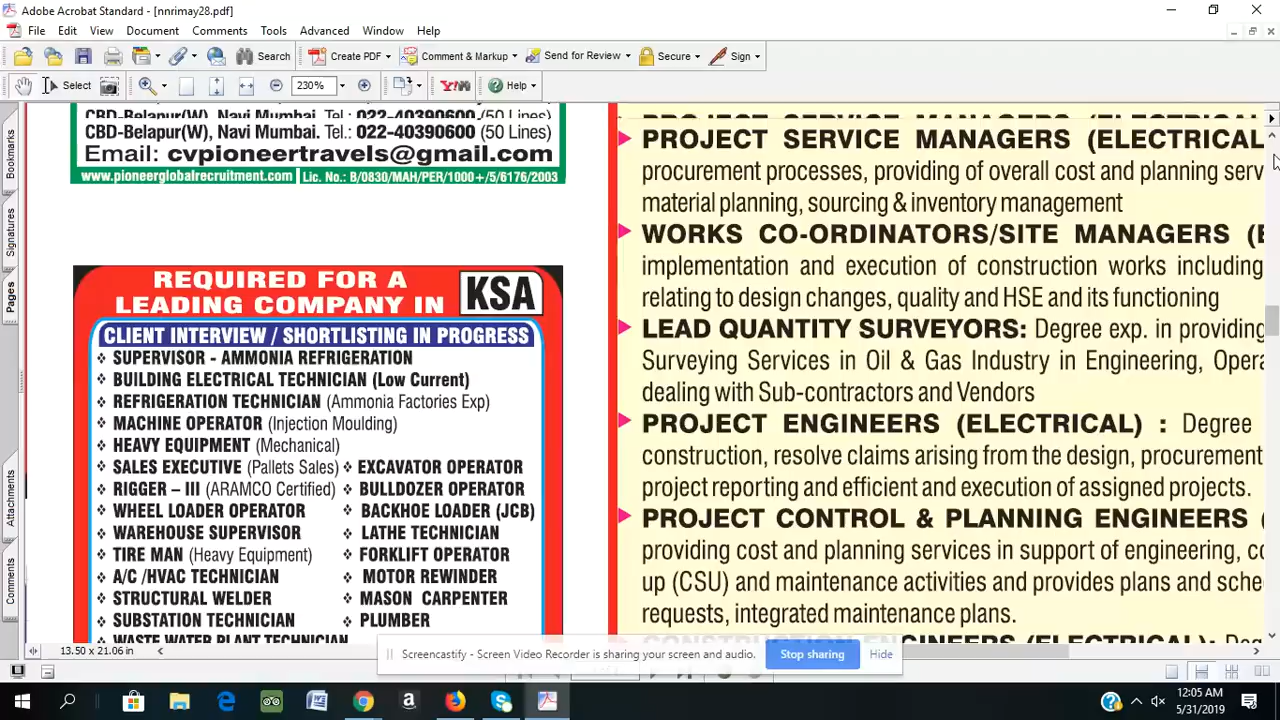 Adobe Acrobat Standard - [nnrimay28.pdf]
File Edit View Document Comments Tools Advanced Window Help
Search Create PDF Comment & Markup Send for Review Secure Sign
Select 230% Y! Help
Bookmarks
Signatures
Pages
Attachments
Comments
CBD-Belapur(W), Navi Mumbai. Tel.: 022-40390600 (50 Lines)
Email: cvpioneertravels@gmail.com
www.pioneerglobalrecruitment.com Lic. No.: B/0830/MAH/PER/1000+/5/6176/2003
REQUIRED FOR A
LEADING COMPANY IN KSA
CLIENT INTERVIEW / SHORTLISTING IN PROGRESS
❖ SUPERVISOR - AMMONIA REFRIGERATION
❖ BUILDING ELECTRICAL TECHNICIAN (Low Current)
❖ REFRIGERATION TECHNICIAN (Ammonia Factories Exp)
❖ MACHINE OPERATOR (Injection Moulding)
❖ HEAVY EQUIPMENT (Mechanical)
❖ SALES EXECUTIVE (Pallets Sales) ❖ EXCAVATOR OPERATOR
❖ RIGGER – III (ARAMCO Certified) ❖ BULLDOZER OPERATOR
❖ WHEEL LOADER OPERATOR ❖ BACKHOE LOADER (JCB)
❖ WAREHOUSE SUPERVISOR ❖ LATHE TECHNICIAN
❖ TIRE MAN (Heavy Equipment) ❖ FORKLIFT OPERATOR
❖ A/C /HVAC TECHNICIAN ❖ MOTOR REWINDER
❖ STRUCTURAL WELDER ❖ MASON CARPENTER
❖ SUBSTATION TECHNICIAN ❖ PLUMBER
❖ WASTE WATER PLANT TECHNICIAN
PROJECT SERVICE MANAGERS (ELECTRICAL
procurement processes, providing of overall cost and planning serv
material planning, sourcing & inventory management
WORKS CO-ORDINATORS/SITE MANAGERS (E
implementation and execution of construction works including
relating to design changes, quality and HSE and its functioning
LEAD QUANTITY SURVEYORS: Degree exp. in providing
Surveying Services in Oil & Gas Industry in Engineering, Opera
dealing with Sub-contractors and Vendors
PROJECT ENGINEERS (ELECTRICAL) : Degree
construction, resolve claims arising from the design, procurement
project reporting and efficient and execution of assigned projects.
PROJECT CONTROL & PLANNING ENGINEERS (
providing cost and planning services in support of engineering, co
up (CSU) and maintenance activities and provides plans and sche
requests, integrated maintenance plans.
ENGINEERS (ELECTRICAL): Deg
13.50 x 21.06 in
Screencastify - Screen Video Recorder is sharing your screen and audio. Stop sharing Hide
12:05 AM
5/31/2019